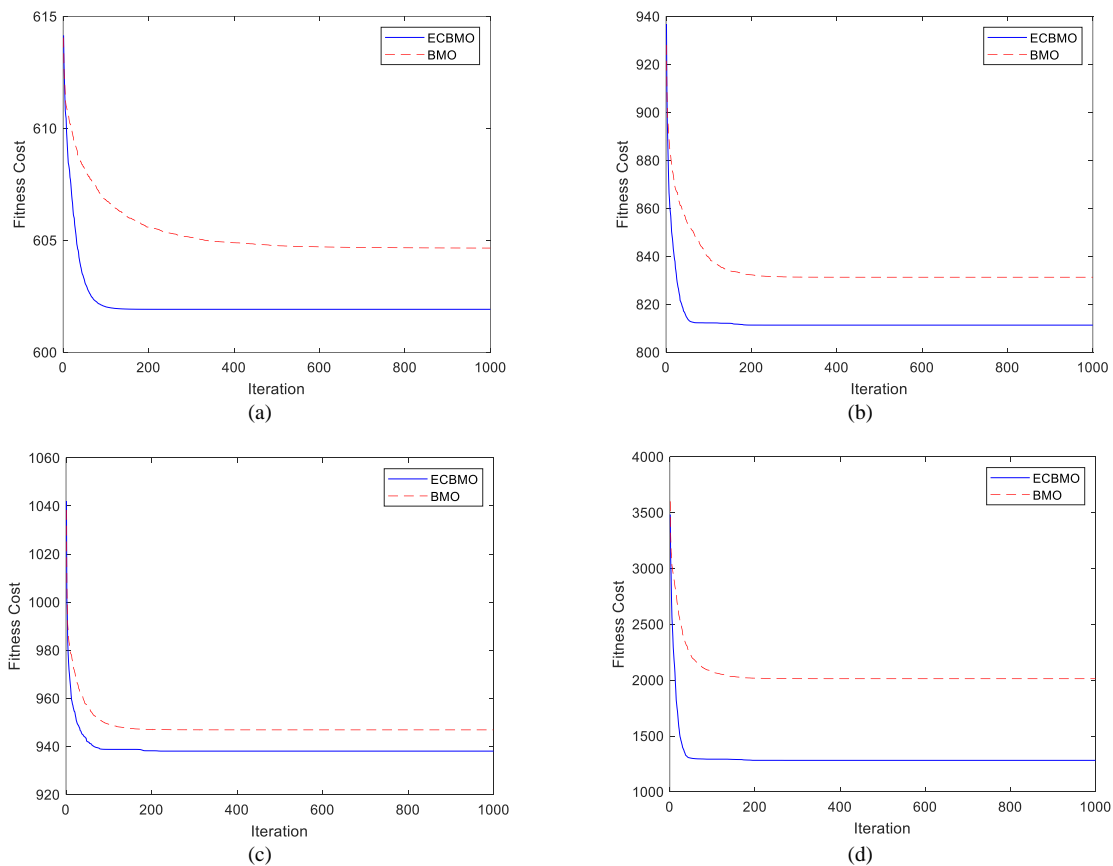 615
610
605
600
Fitness Cost
0 200 400 600 800 1000
Iteration
ECBMO
BMO
(a)
940
920
900
880
860
840
820
800
Fitness Cost
0 200 400 600 800 1000
Iteration
ECBMO
BMO
(b)
1060
1040
1020
1000
980
960
940
920
Fitness Cost
0 200 400 600 800 1000
Iteration
ECBMO
BMO
(c)
4000
3500
3000
2500
2000
1500
1000
Fitness Cost
0 200 400 600 800 1000
Iteration
ECBMO
BMO
(d)